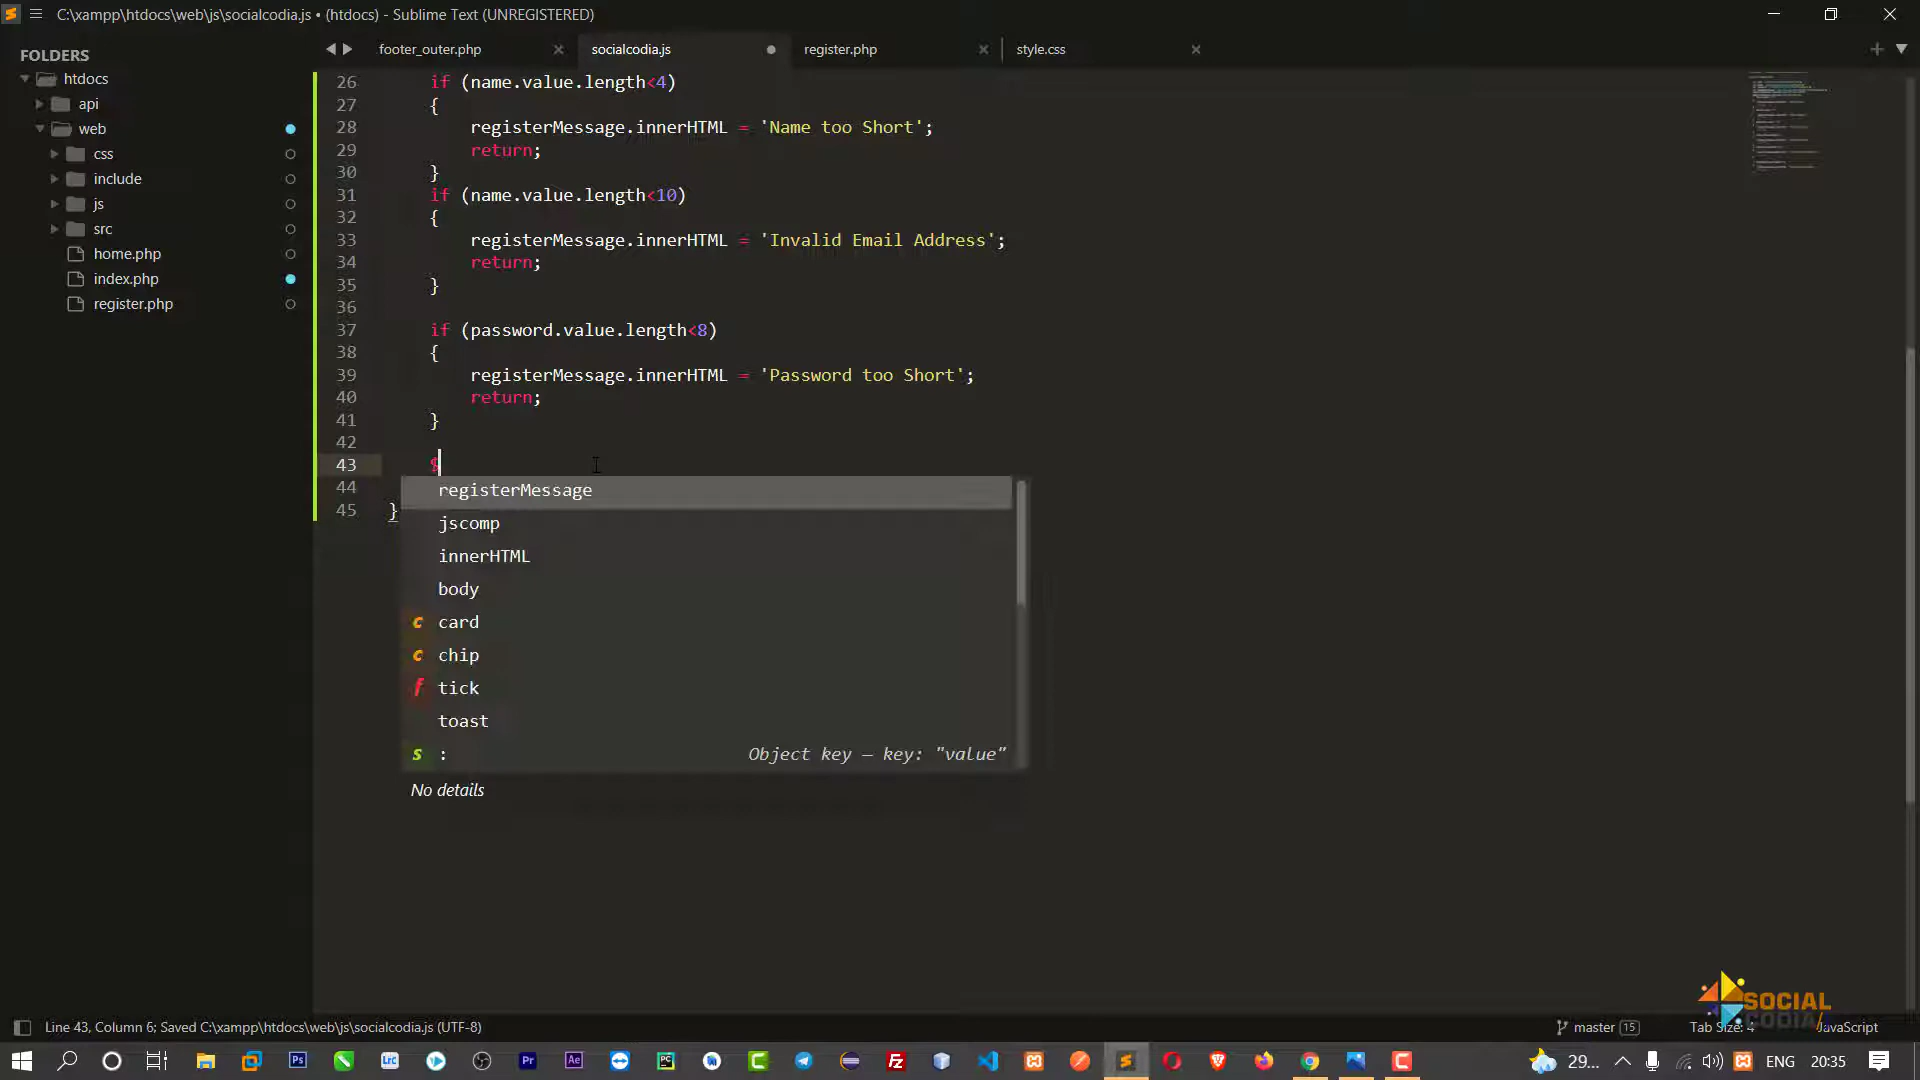 C:\xampp\htdocs\web\js\socialcodia.js • (htdocs) - Sublime Text (UNREGISTERED)
FOLDERS
htdocs
api
web
css
include
js
src
home.php
index.php
register.php
footer_outer.php
socialcodia.js
register.php
style.css
26 if (name.value.length<4)
27 {
28 registerMessage.innerHTML = 'Name too Short';
29 return;
30 }
31 if (name.value.length<10)
32 {
33 registerMessage.innerHTML = 'Invalid Email Address';
34 return;
35 }
36
37 if (password.value.length<8)
38 {
39 registerMessage.innerHTML = 'Password too Short';
40 return;
41 }
42
43 $
44
45 }
registerMessage
jscomp
innerHTML
body
c card
c chip
f tick
toast
s : Object key — key: "value"
No details
SOCIAL
CODIA
Line 43, Column 6; Saved C:\xampp\htdocs\web\js\socialcodia.js (UTF-8)
master 15
Tab Size: 4
JavaScript
29...
ENG
20:35